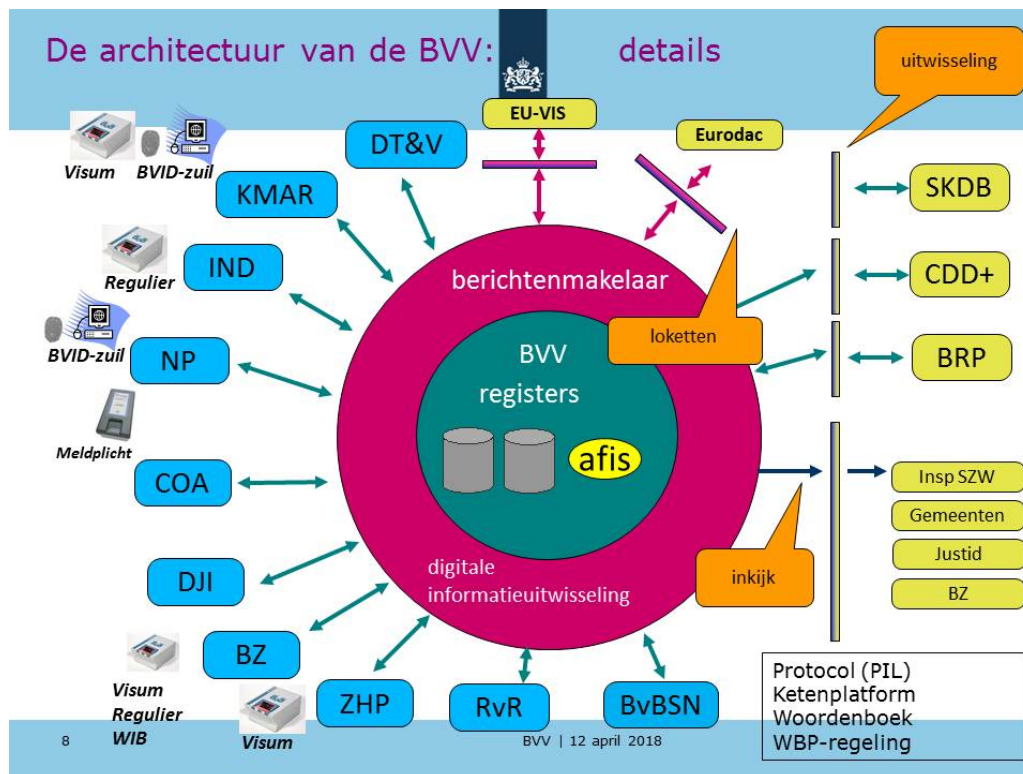 De architectuur van de BVV: details
uitwisseling
EU-VIS
Eurodac
DT&V
Visum
BVID-zuil
KMAR
SKDB
Regulier
IND
berichtenmakelaar
CDD+
BVID-zuil
NP
BVV
registers
loketten
BRP
Meldplicht
afis
COA
Insp SZW
Gemeenten
Justid
BZ
inkijk
digitale
informatieuitwisseling
DJI
BZ
Visum
Regulier
WIB
Visum
ZHP
RvR
BvBSN
Protocol (PIL)
Ketenplatform
Woordenboek
WBP-regeling
8
BVV | 12 april 2018